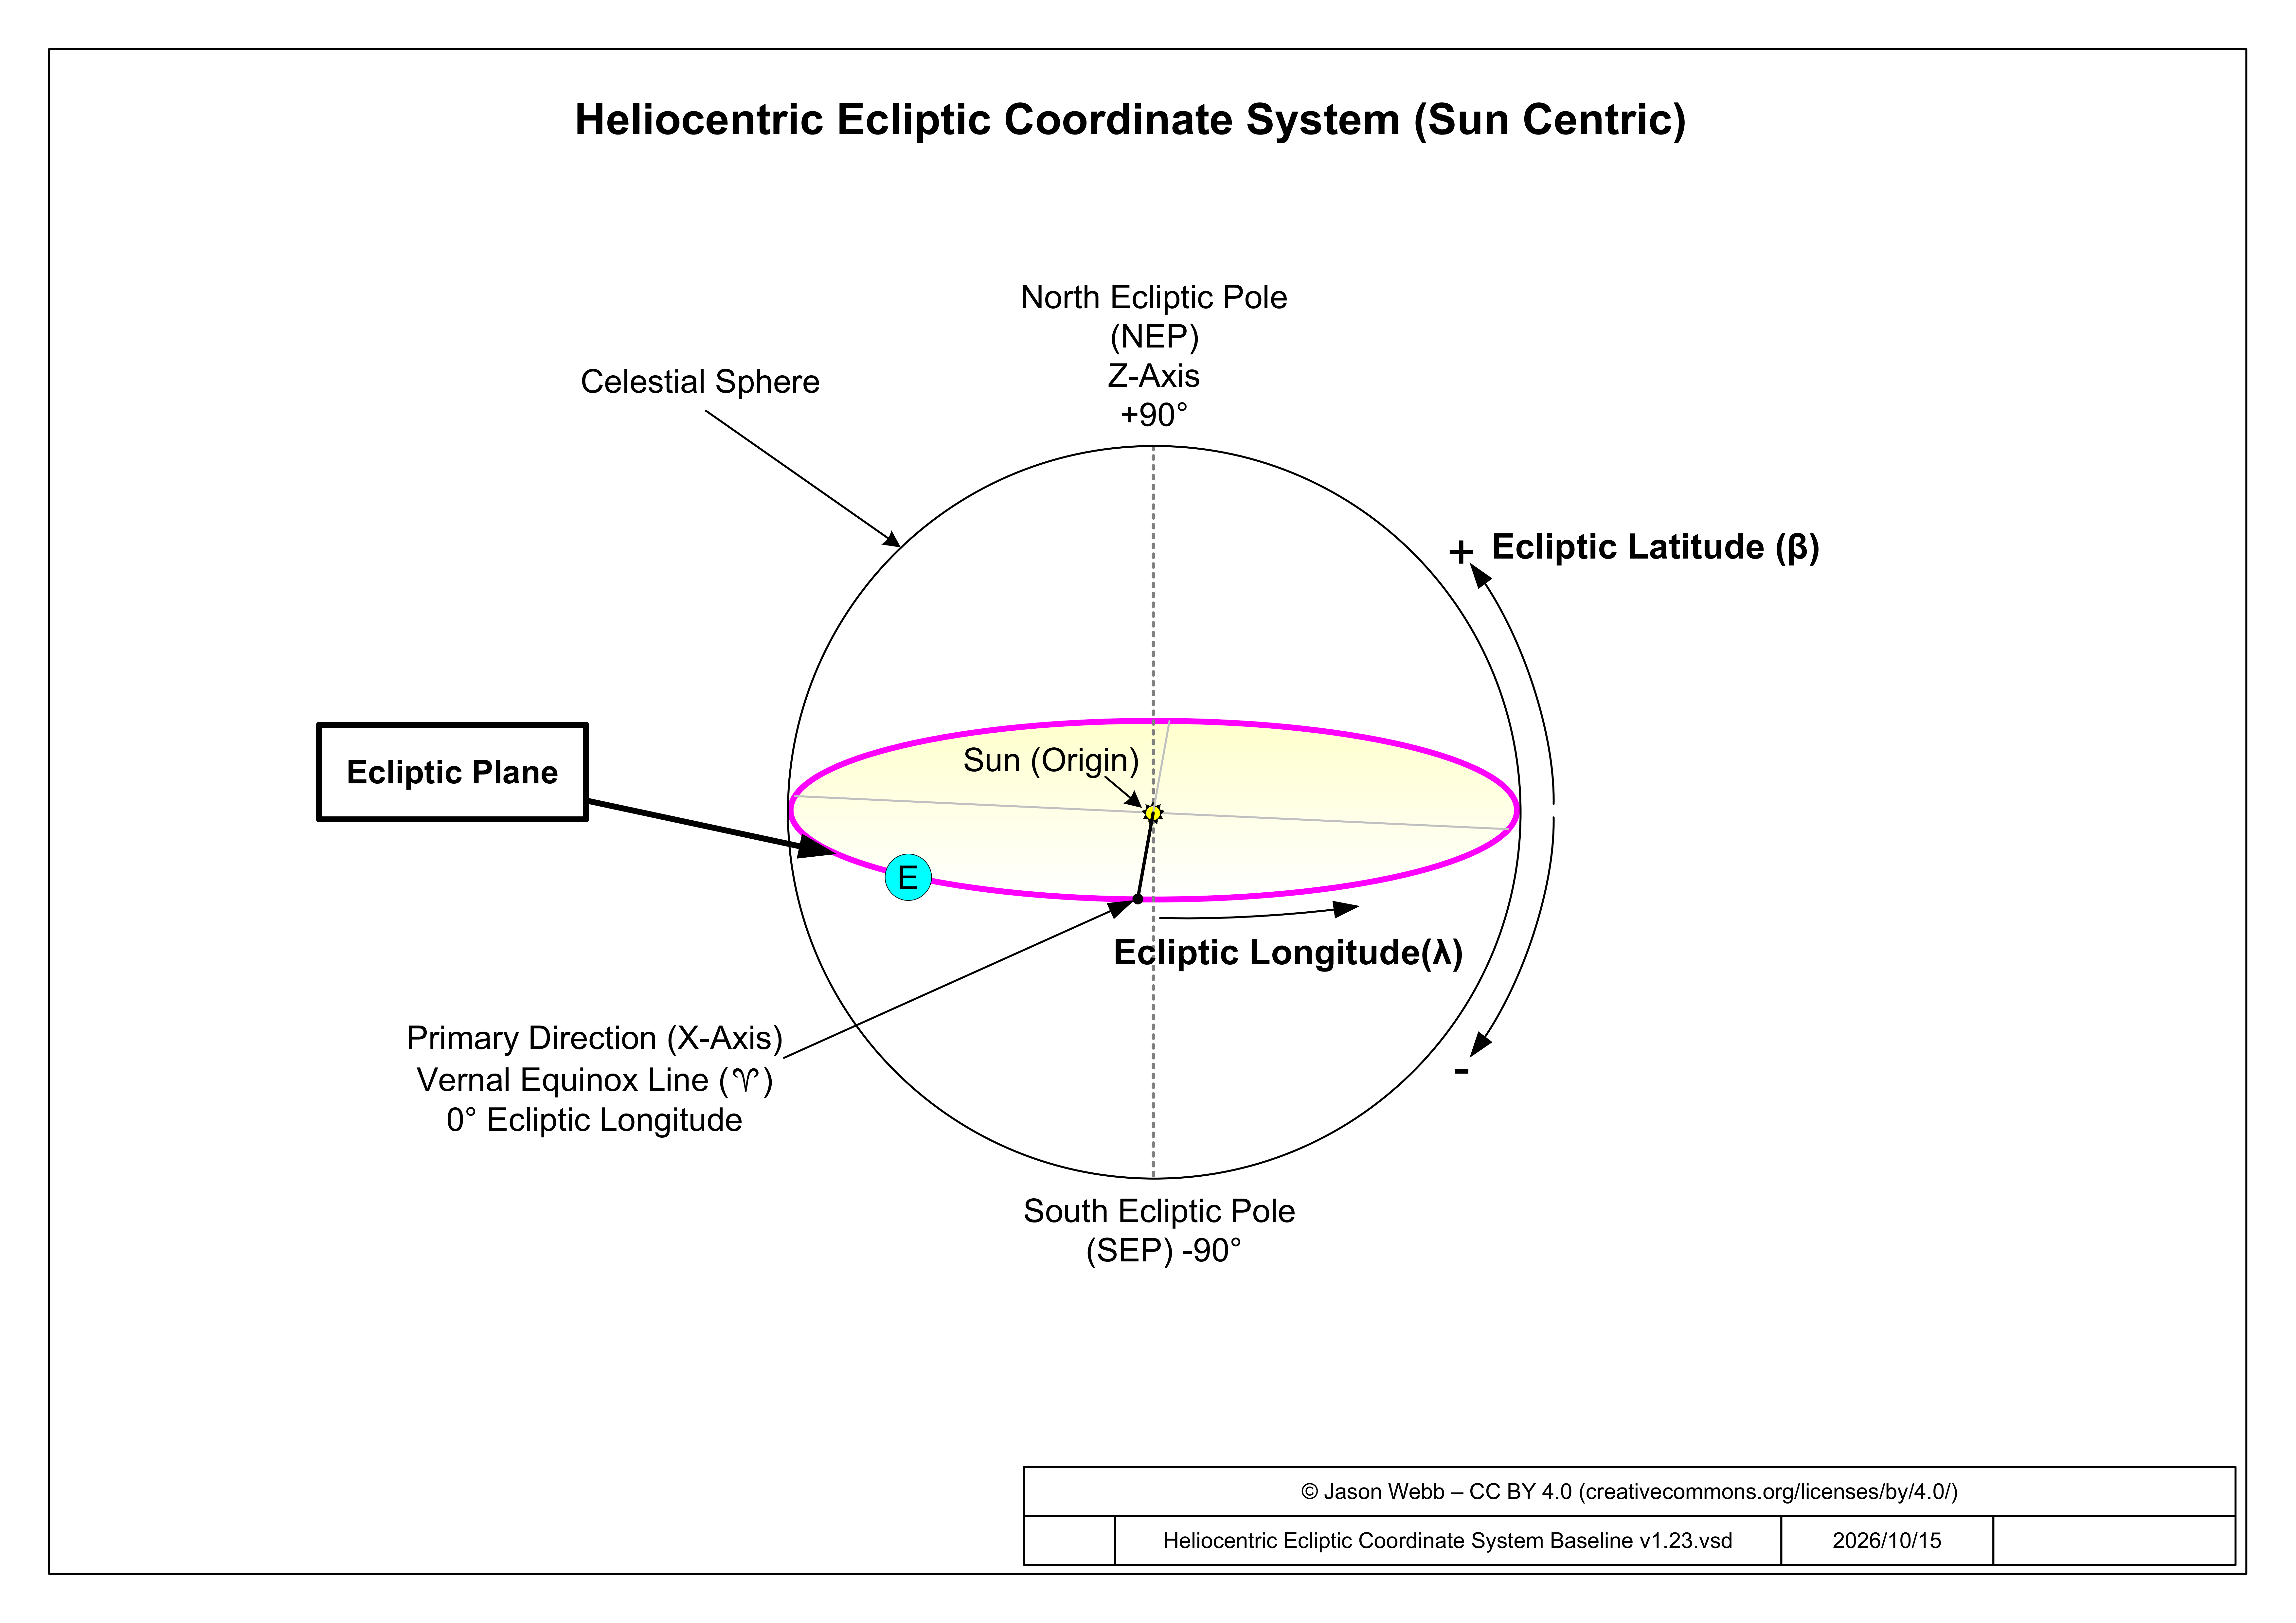 Heliocentric Ecliptic Coordinate System (Sun Centric)
North Ecliptic Pole
(NEP)
Z-Axis
+90°
Celestial Sphere
+ Ecliptic Latitude (β)
Sun (Origin)
Ecliptic Plane
E
Ecliptic Longitude(λ)
Primary Direction (X-Axis)
Vernal Equinox Line (♈)
0° Ecliptic Longitude
-
South Ecliptic Pole
(SEP) -90°
© Jason Webb – CC BY 4.0 (creativecommons.org/licenses/by/4.0/)
Heliocentric Ecliptic Coordinate System Baseline v1.23.vsd
2026/10/15